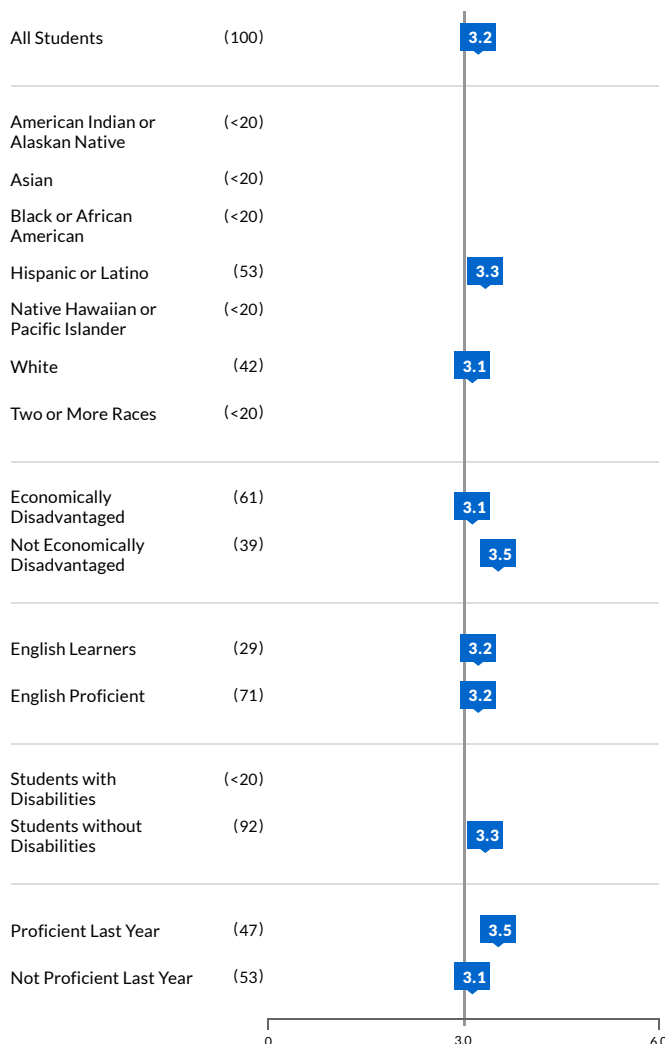 All Students (100) 3.2
American Indian or (<20)
Alaskan Native
Asian (<20)
Black or African (<20)
American
Hispanic or Latino (53) 3.3
Native Hawaiian or (<20)
Pacific Islander
White (42) 3.1
Two or More Races (<20)
Economically (61) 3.1
Disadvantaged
Not Economically (39) 3.5
Disadvantaged
English Learners (29) 3.2
English Proficient (71) 3.2
Students with (<20)
Disabilities
Students without (92) 3.3
Disabilities
Proficient Last Year (47) 3.5
Not Proficient Last Year (53) 3.1
0 3.0 6.0